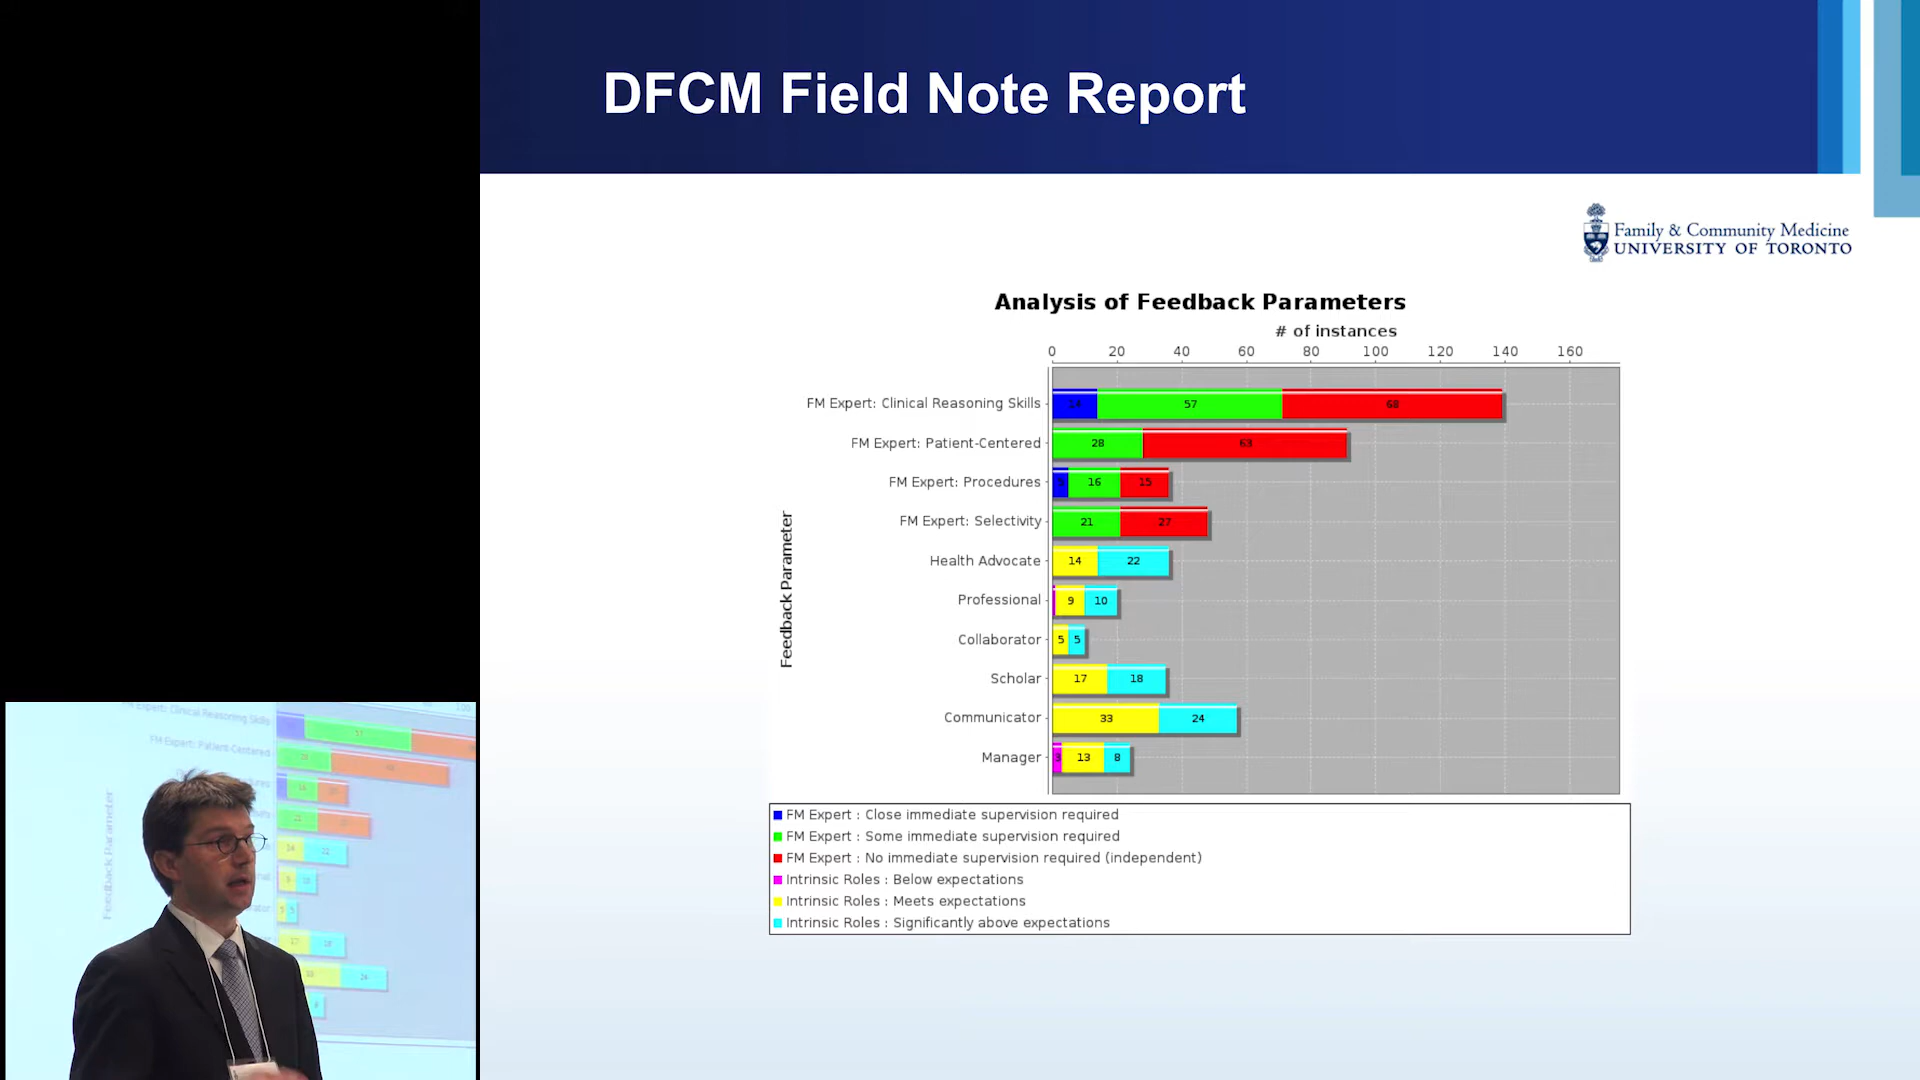 DFCM Field Note Report
Family & Community Medicine
UNIVERSITY OF TORONTO
Analysis of Feedback Parameters
# of instances
0 20 40 60 80 100 120 140 160
Feedback Parameter
FM Expert: Clinical Reasoning Skills 14 57 68
FM Expert: Patient-Centered 28 63
FM Expert: Procedures 5 16 15
FM Expert: Selectivity 21 27
Health Advocate 14 22
Professional 9 10
Collaborator 5 5
Scholar 17 18
Communicator 33 24
Manager 3 13 8
FM Expert : Close immediate supervision required
FM Expert : Some immediate supervision required
FM Expert : No immediate supervision required (independent)
Intrinsic Roles : Below expectations
Intrinsic Roles : Meets expectations
Intrinsic Roles : Significantly above expectations